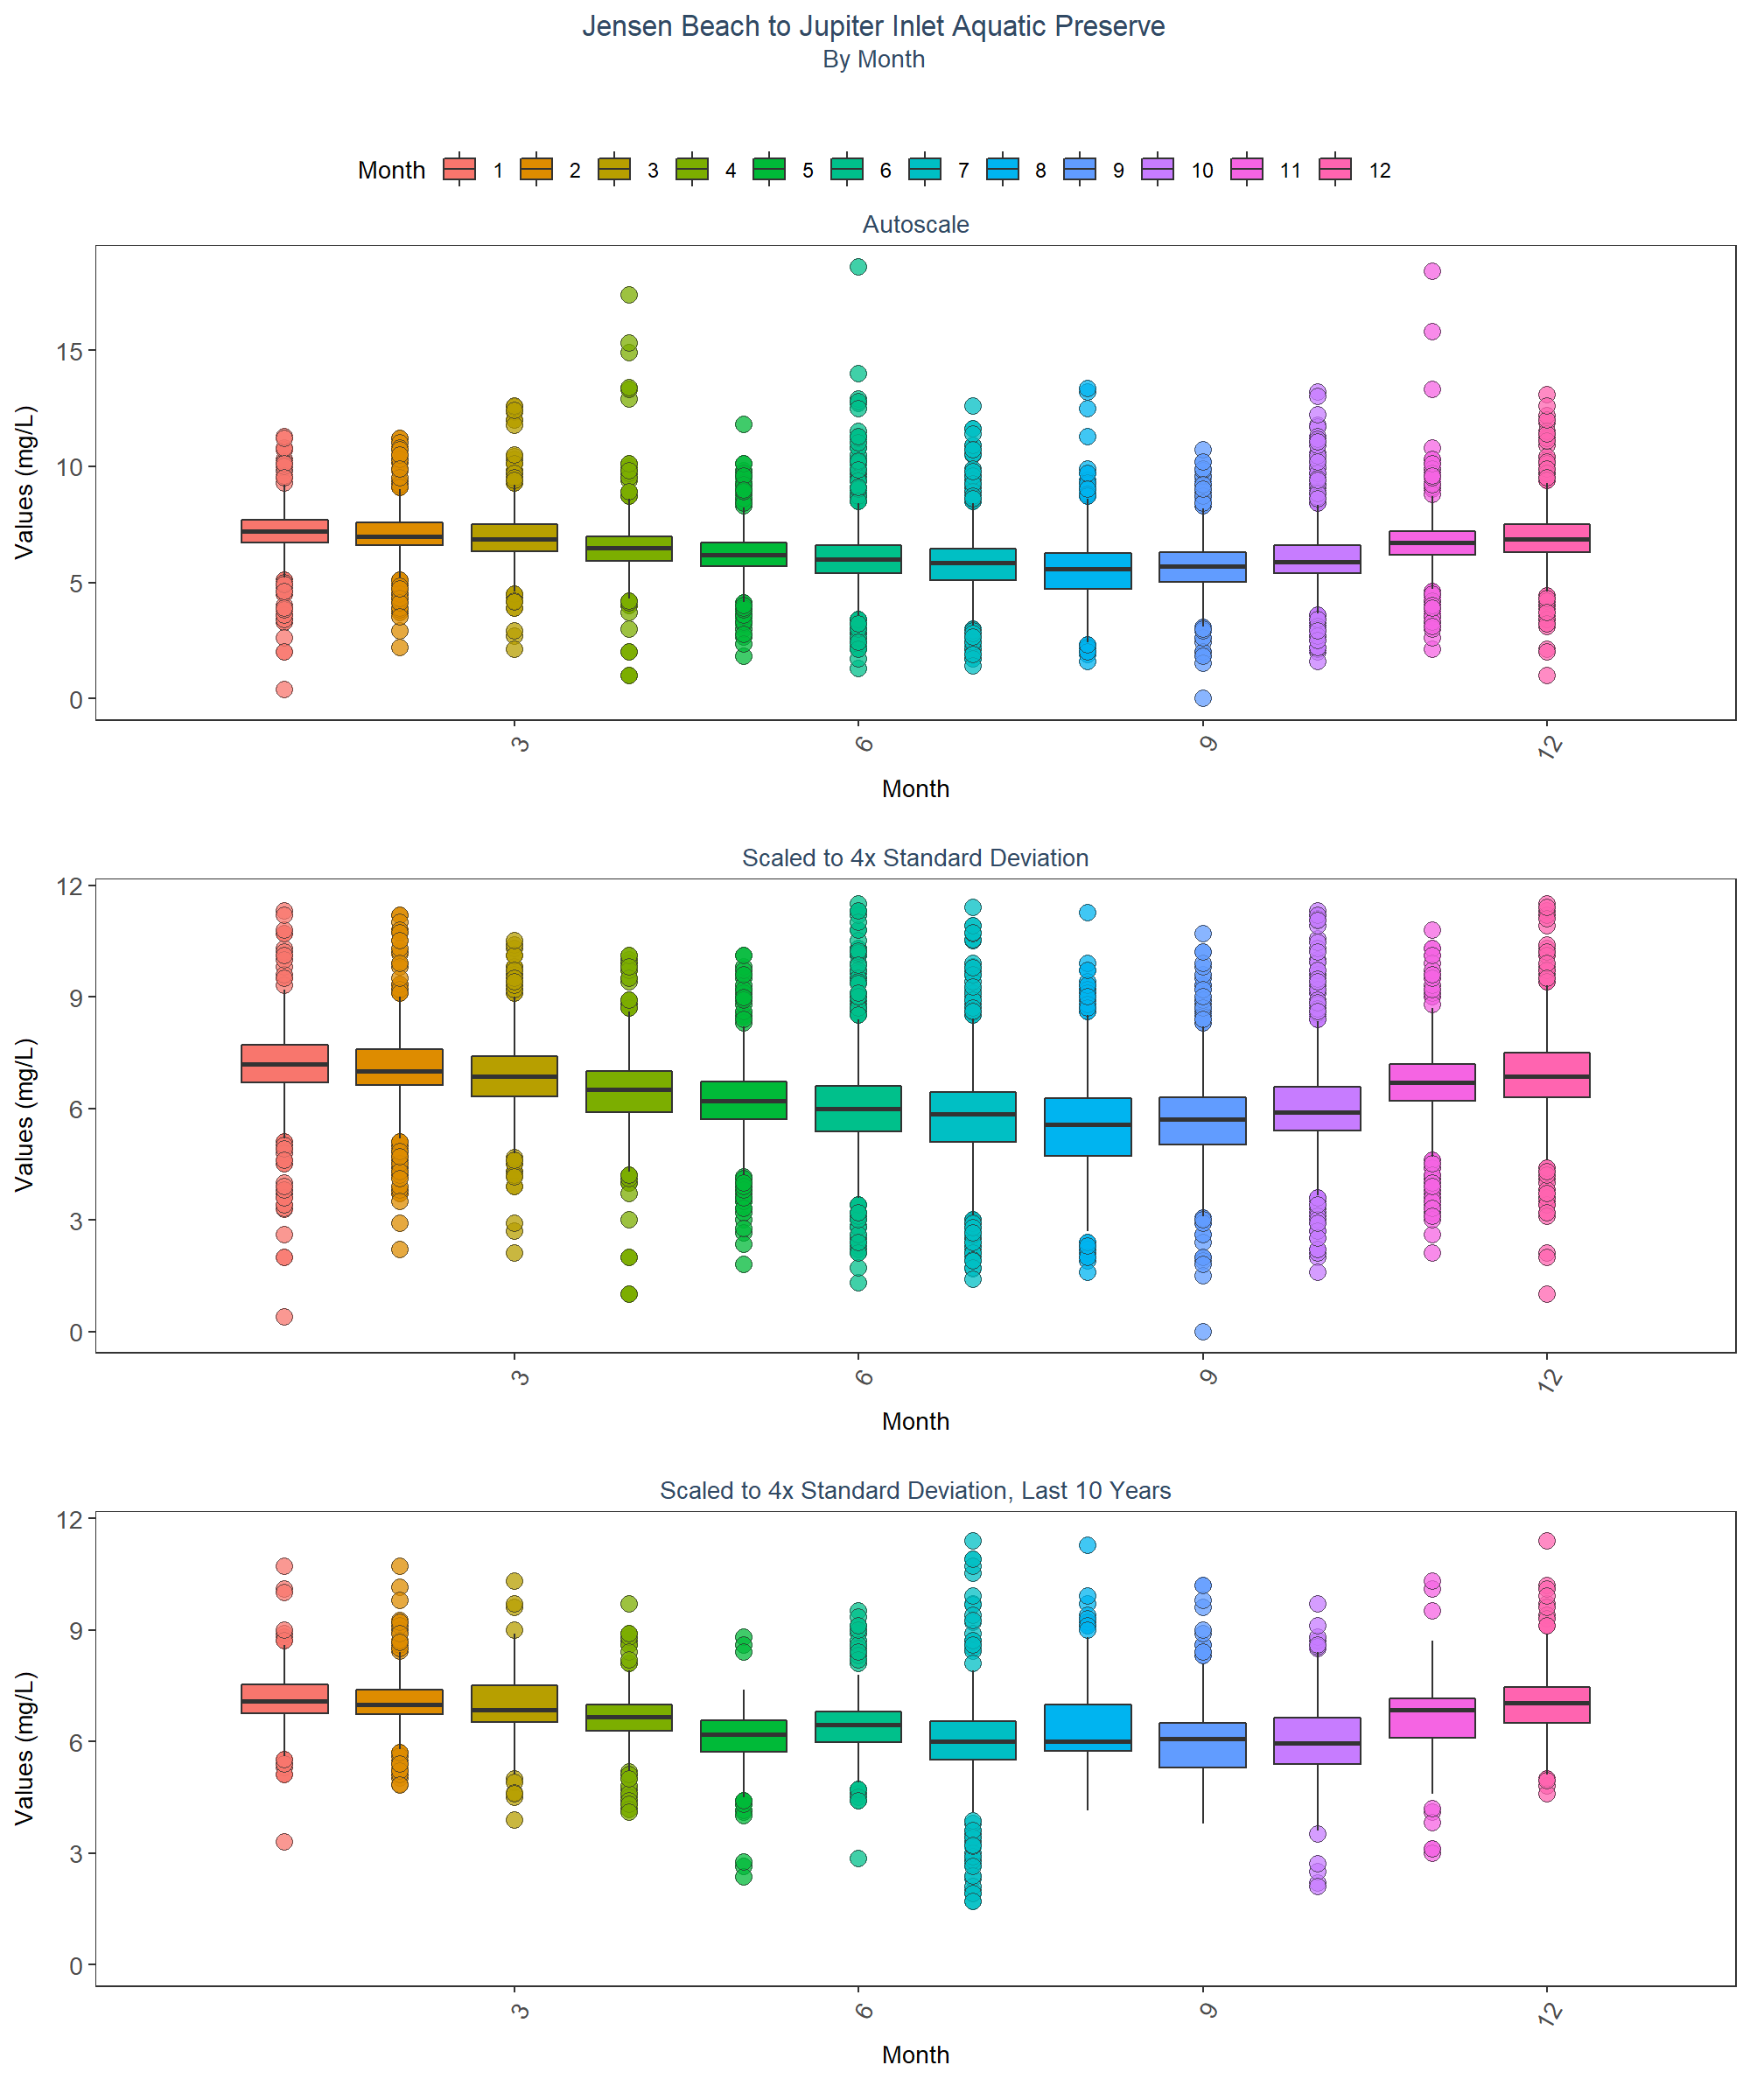 Jensen Beach to Jupiter Inlet Aquatic Preserve
By Month
Month 1 2 3 4 5 6 7 8 9 10 11 12
Autoscale
Values (mg/L)
15
10
5
0
3 6 9 12
Month
Scaled to 4x Standard Deviation
Values (mg/L)
12
9
6
3
0
3 6 9 12
Month
Scaled to 4x Standard Deviation, Last 10 Years
Values (mg/L)
12
9
6
3
0
3 6 9 12
Month